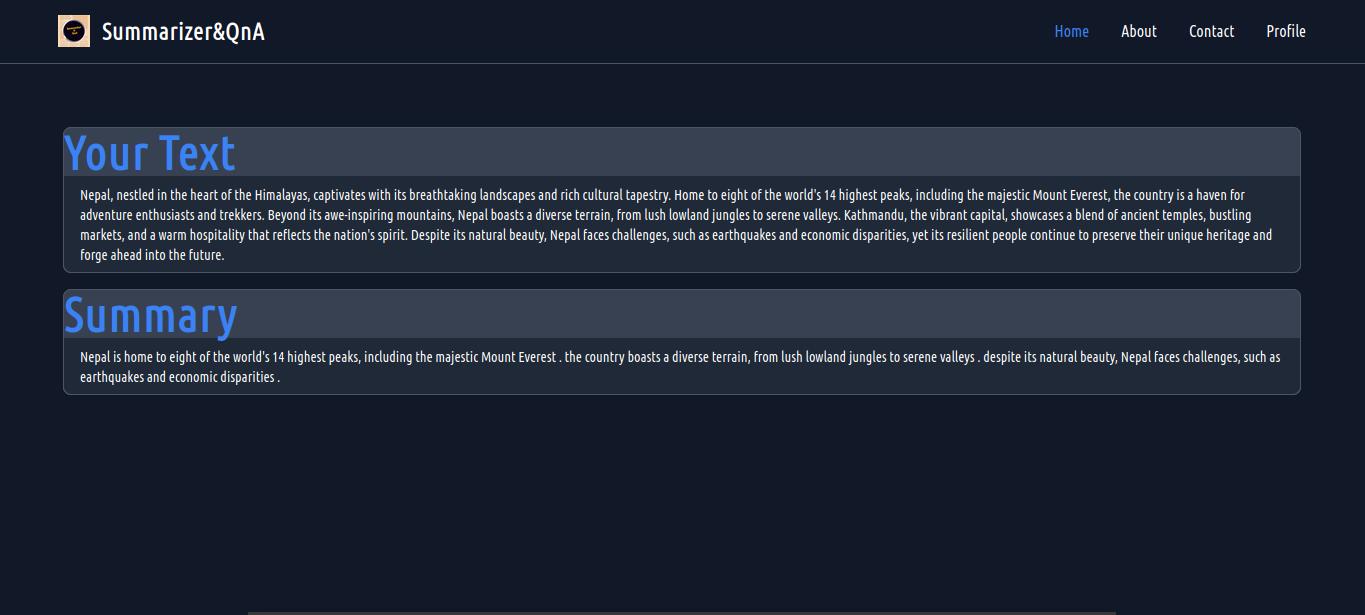 Summarizer&QnA
Home About Contact Profile
Your Text
Nepal, nestled in the heart of the Himalayas, captivates with its breathtaking landscapes and rich cultural tapestry. Home to eight of the world's 14 highest peaks, including the majestic Mount Everest, the country is a haven for
adventure enthusiasts and trekkers. Beyond its awe-inspiring mountains, Nepal boasts a diverse terrain, from lush lowland jungles to serene valleys. Kathmandu, the vibrant capital, showcases a blend of ancient temples, bustling
markets, and a warm hospitality that reflects the nation's spirit. Despite its natural beauty, Nepal faces challenges, such as earthquakes and economic disparities, yet its resilient people continue to preserve their unique heritage and
forge ahead into the future.
Summary
Nepal is home to eight of the world's 14 highest peaks, including the majestic Mount Everest . the country boasts a diverse terrain, from lush lowland jungles to serene valleys . despite its natural beauty, Nepal faces challenges, such as
earthquakes and economic disparities .